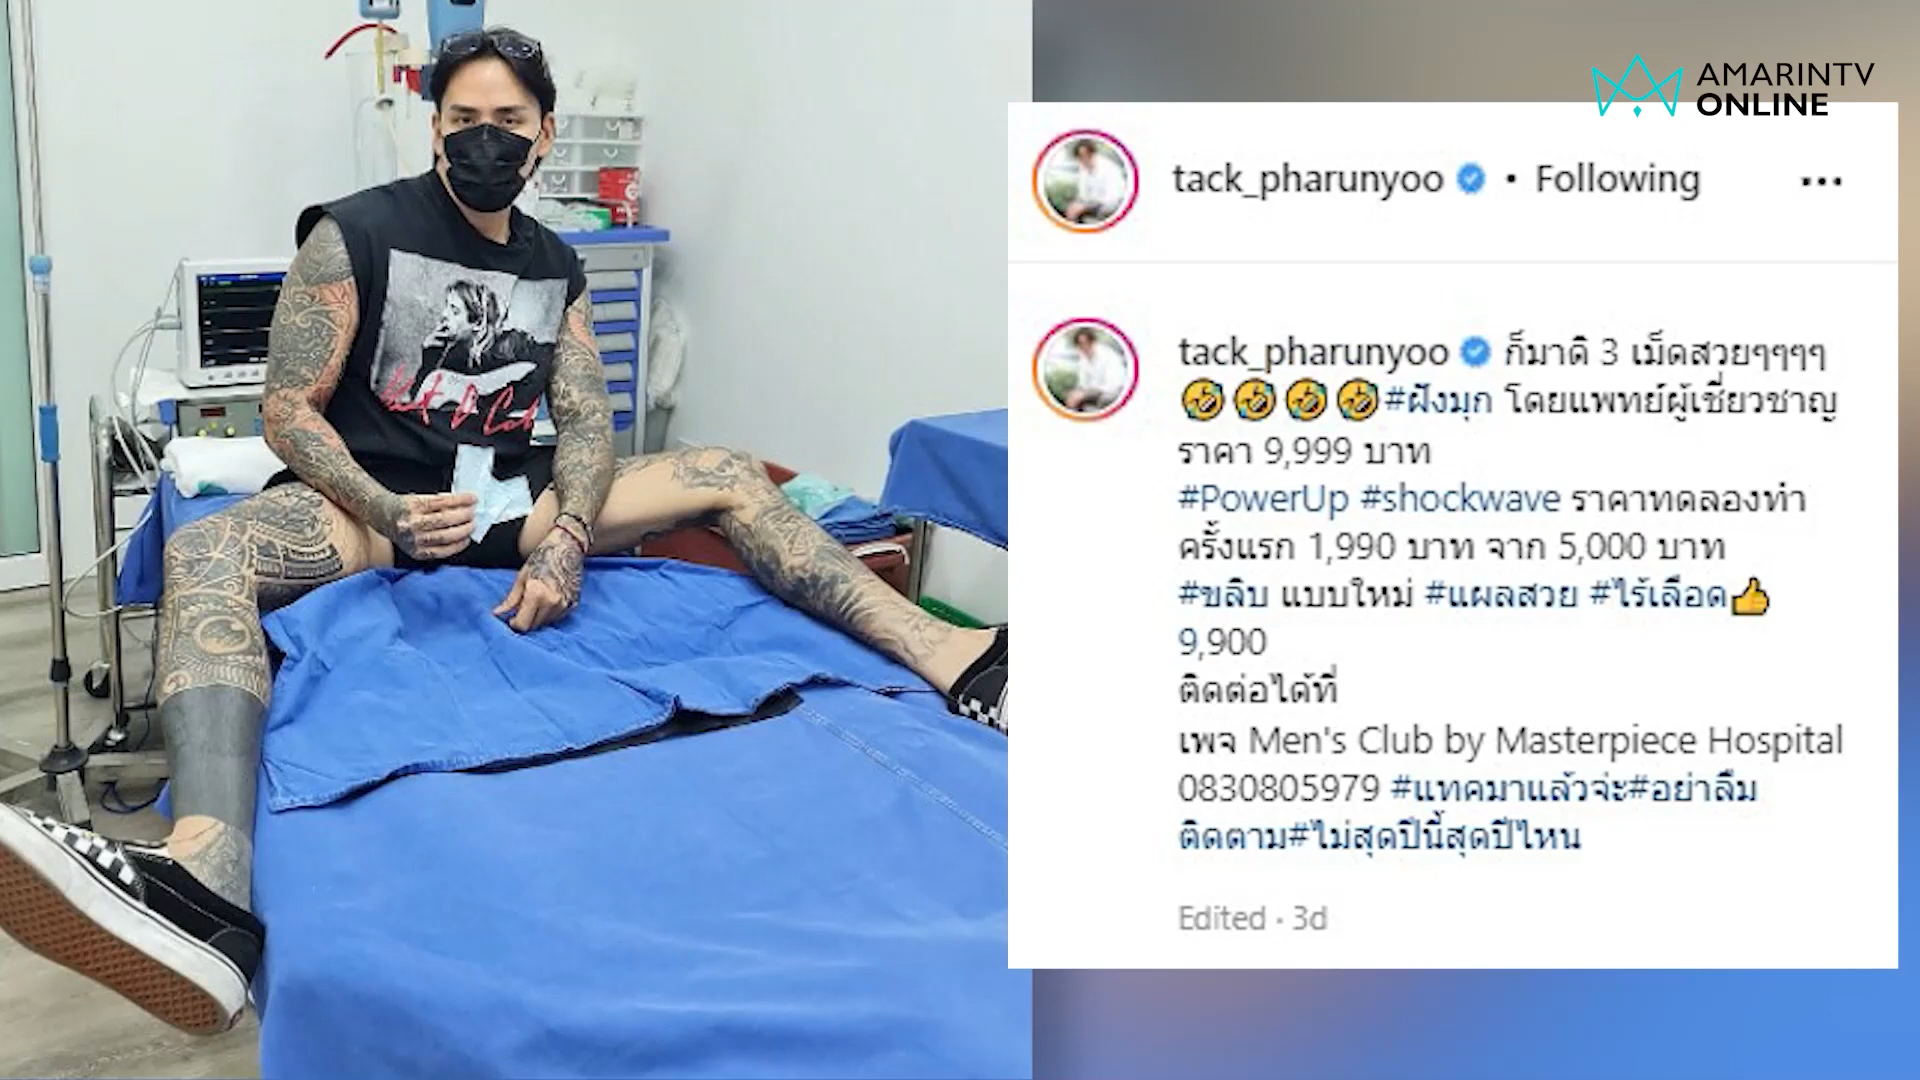 AMARINTV
ONLINE
tack_pharunyoo • Following
tack_pharunyoo ก็มาดิ 3 เม็ดสวยๆๆๆๆ
🤣🤣🤣🤣#ฝังมุก โดยแพทย์ผู้เชี่ยวชาญ
ราคา 9,999 บาท
#PowerUp #shockwave ราคาทดลองทำ
ครั้งแรก 1,990 บาท จาก 5,000 บาท
#ขลิบ แบบใหม่ #แผลสวย #ไร้เลือด👍
9,900
ติดต่อได้ที่
เพจ Men's Club by Masterpiece Hospital
0830805979 #แทคมาแล้วจ่ะ#อย่าลืม
ติดตาม#ไม่สุดปีนี้สุดปีไหน
Edited · 3d